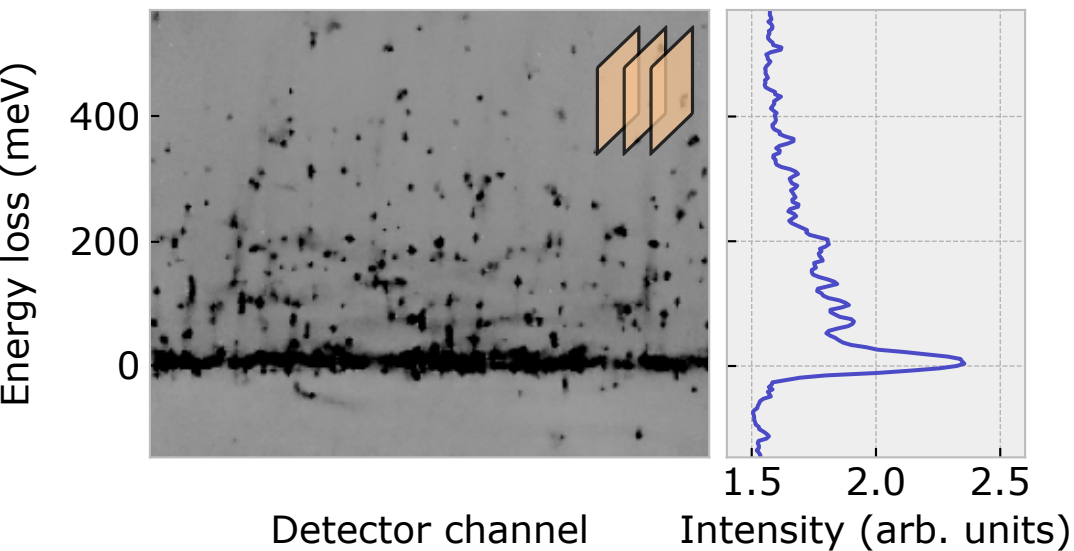 Energy loss (meV)
400
200
0
1.5 2.0 2.5
Detector channel
Intensity (arb. units)